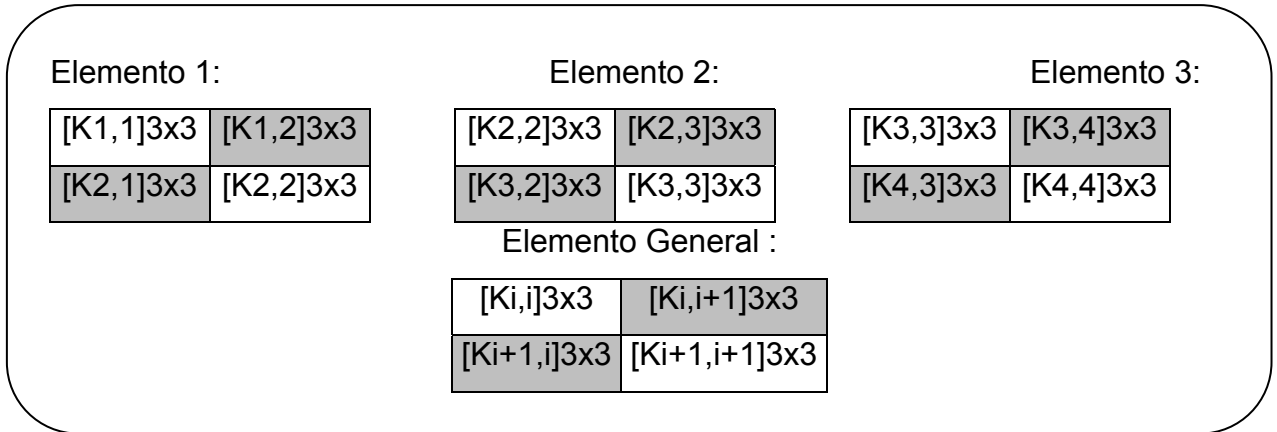 Elemento 1: Elemento 2: Elemento 3:
[K1,1]3x3 [K1,2]3x3 [K2,2]3x3 [K2,3]3x3 [K3,3]3x3 [K3,4]3x3
[K2,1]3x3 [K2,2]3x3 [K3,2]3x3 [K3,3]3x3 [K4,3]3x3 [K4,4]3x3
Elemento General :
[Ki,i]3x3 [Ki,i+1]3x3
[Ki+1,i]3x3 [Ki+1,i+1]3x3